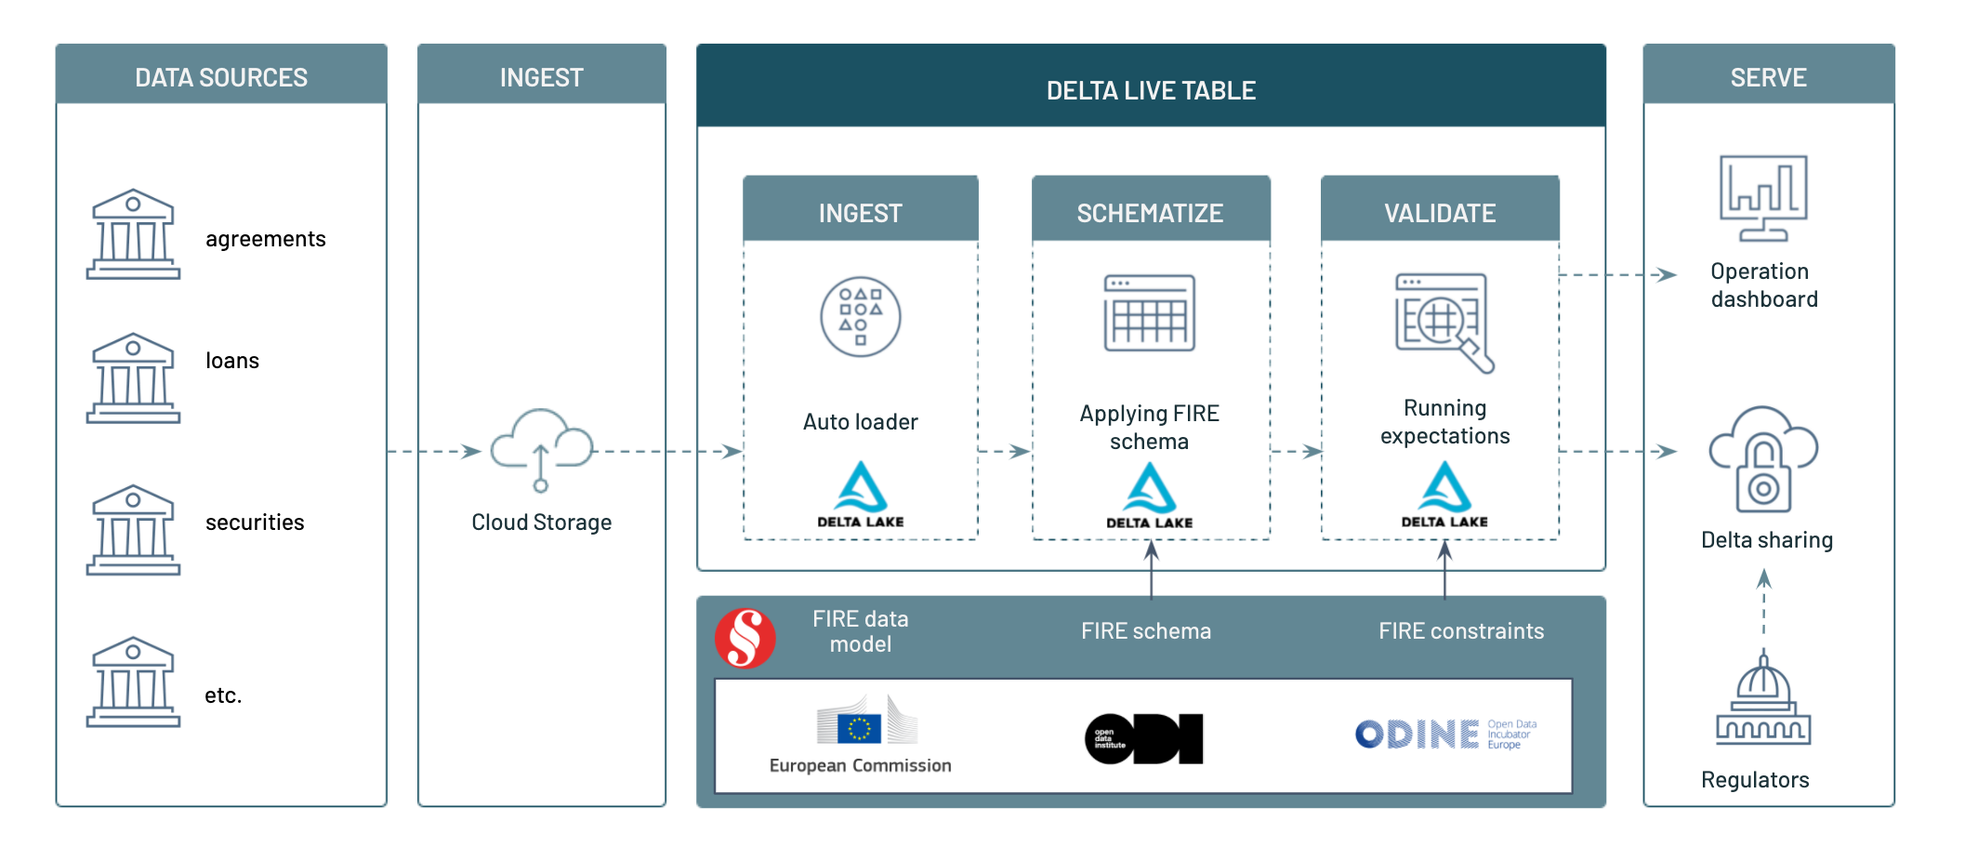 DATA SOURCES
agreements
loans
securities
etc.
INGEST
Cloud Storage
DELTA LIVE TABLE
INGEST
Auto loader
DELTA LAKE
SCHEMATIZE
Applying FIRE
schema
DELTA LAKE
VALIDATE
Running
expectations
DELTA LAKE
FIRE data
model
FIRE schema
FIRE constraints
European Commission
open
data
institute
ODI
ODINE
Open Data
Incubator
Europe
SERVE
Operation
dashboard
Delta sharing
Regulators